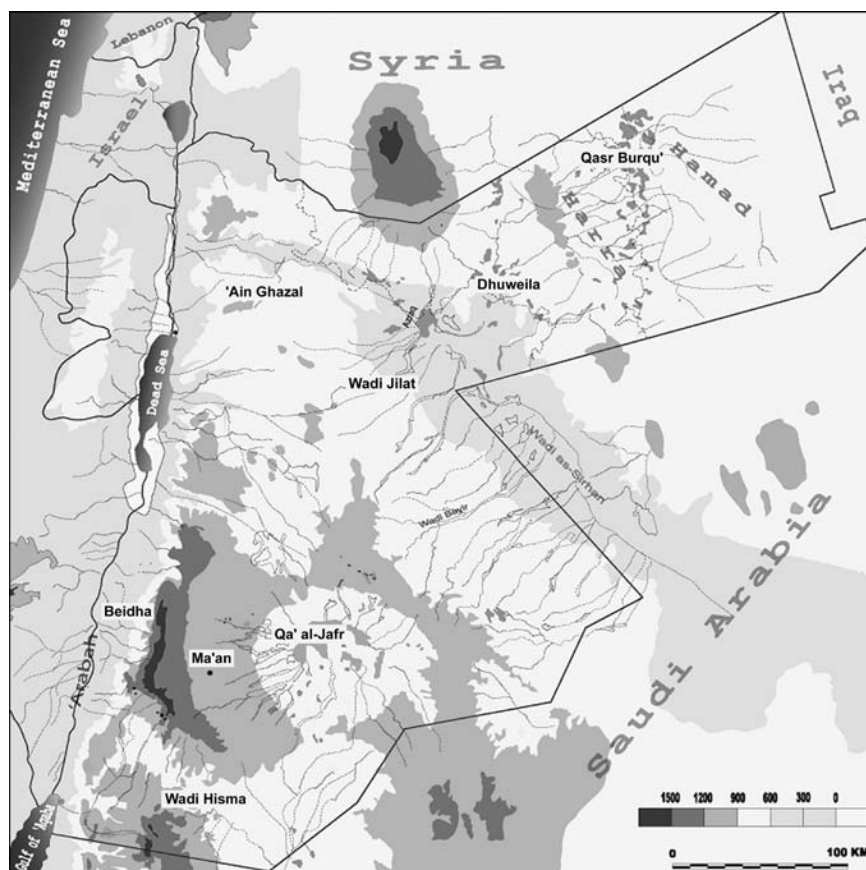 Lebanon
Mediterranean Sea
Syria
Iraq
Israel
Qasr Burqu'
Hamad
Harra
'Ain Ghazal
Dhuweila
Azraq
Dead Sea
Wadi Jilat
Wadi as-Sirhan
Wadi Bayir
Saudi Arabia
Beidha
Qa' al-Jafr
Ma'an
'Arabah
Wadi Hisma
Gulf of 'Aqaba
1500 1200 900 600 300 0
0 100 KM